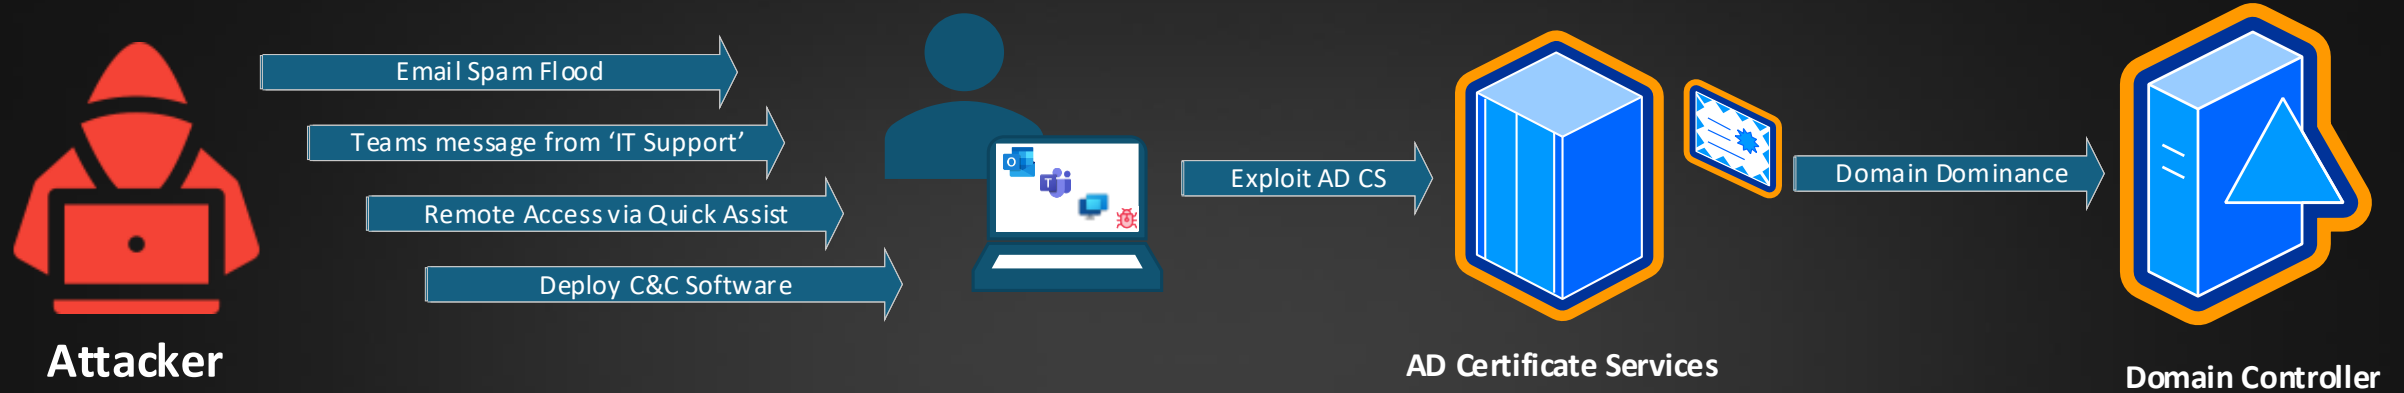 Email Spam Flood
Teams message from ‘IT Support’
Remote Access via Quick Assist
Deploy C&C Software
Exploit AD CS
Domain Dominance
Attacker
AD Certificate Services
Domain Controller